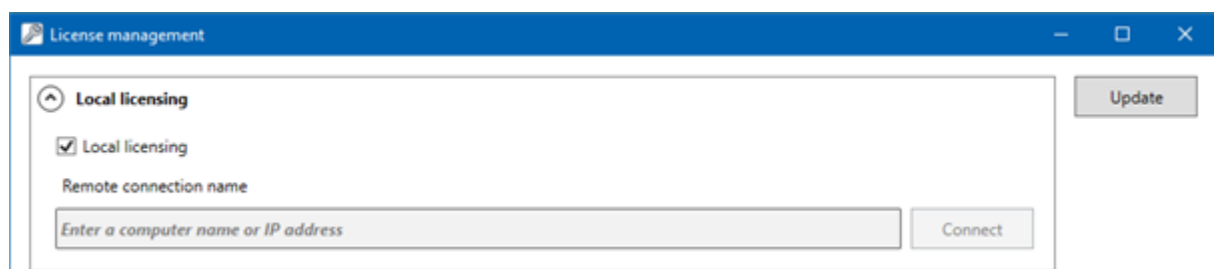 License management
Local licensing
Update
Local licensing
Remote connection name
Enter a computer name or IP address
Connect